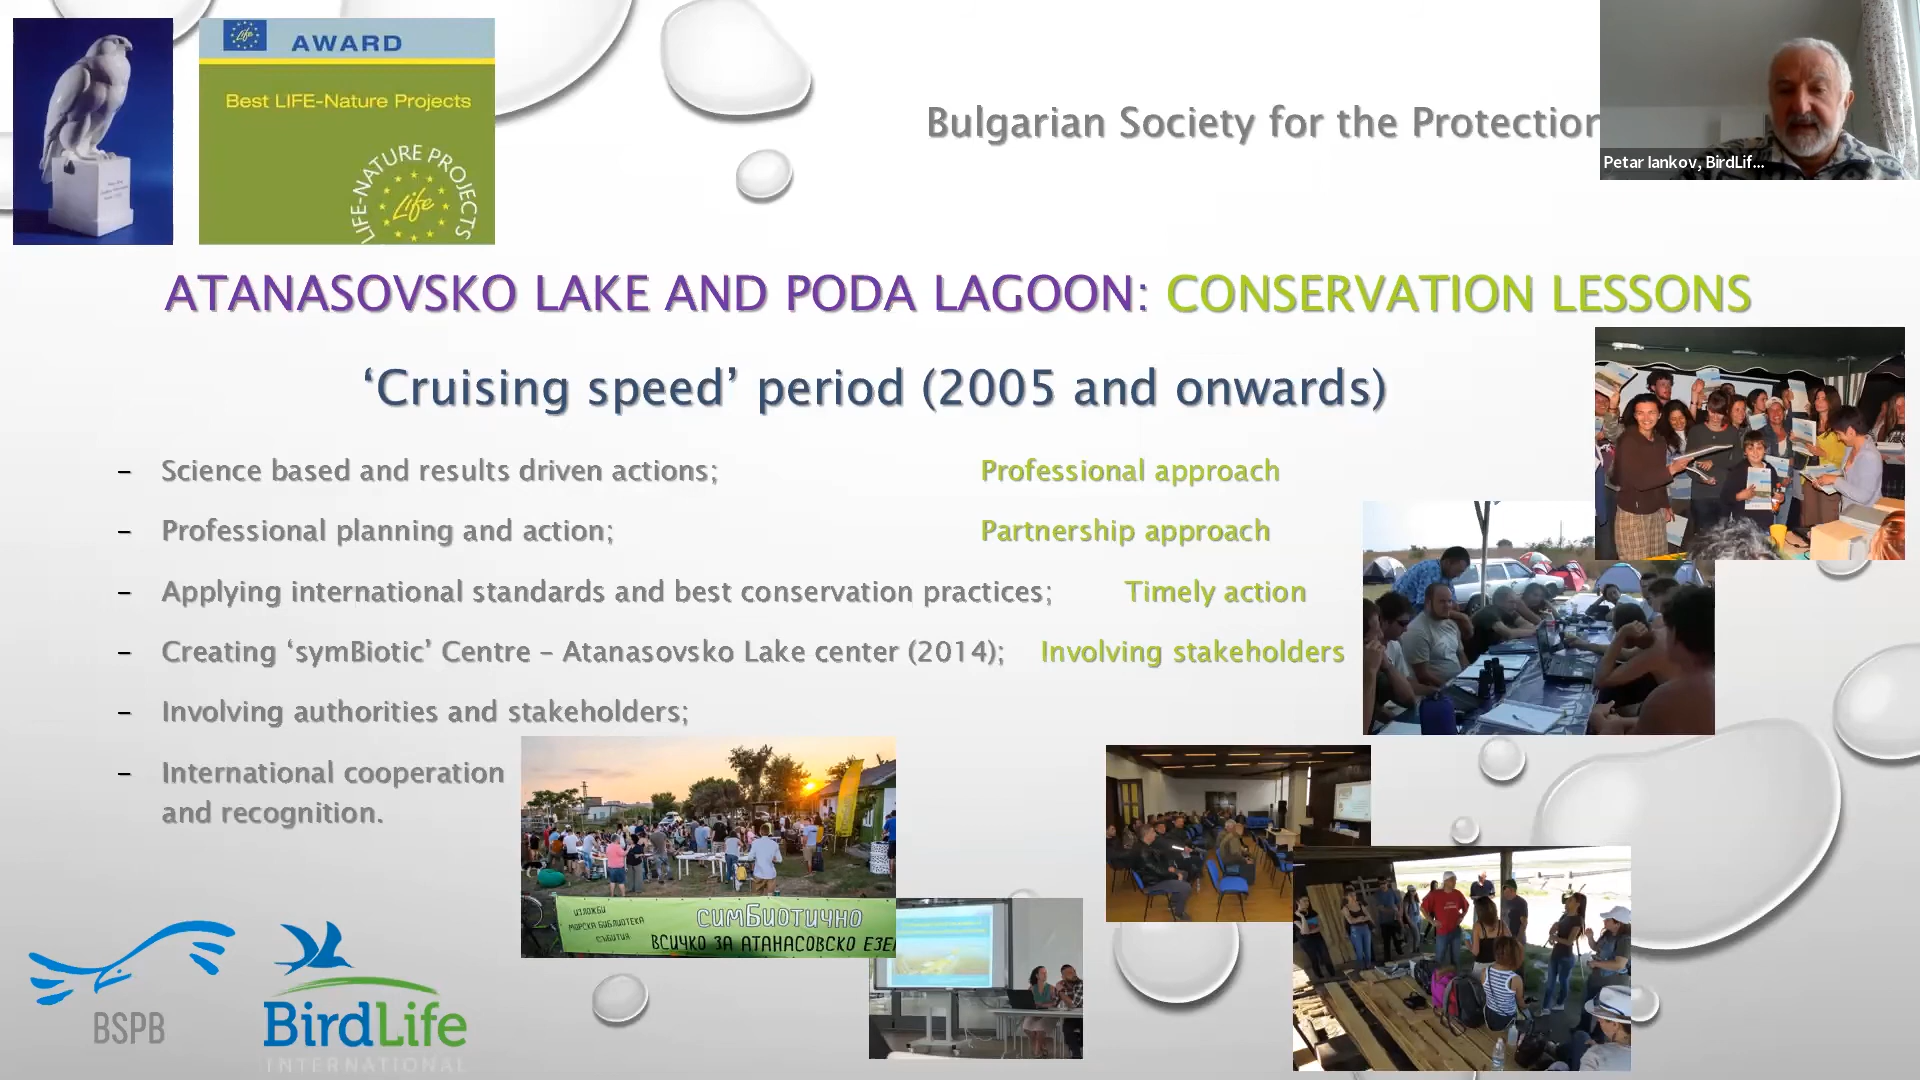 AWARD
Best LIFE-Nature Projects
LIFE-NATURE PROJECTS
Life
Bulgarian Society for the Protection
Petar Iankov, BirdLif...
ATANASOVSKO LAKE AND PODA LAGOON: CONSERVATION LESSONS
‘Cruising speed’ period (2005 and onwards)
– Science based and results driven actions; Professional approach
– Professional planning and action; Partnership approach
– Applying international standards and best conservation practices; Timely action
– Creating ‘symBiotic’ Centre – Atanasovsko Lake center (2014); Involving stakeholders
– Involving authorities and stakeholders;
– International cooperation
and recognition.
ИЗЛОЖБИ
МОРСКА БИБЛИОТЕКА
СЪБИТИЯ
симБиотично
ВСИЧКО ЗА АТАНАСОВСКО ЕЗЕ
BSPB
BirdLife
INTERNATIONAL